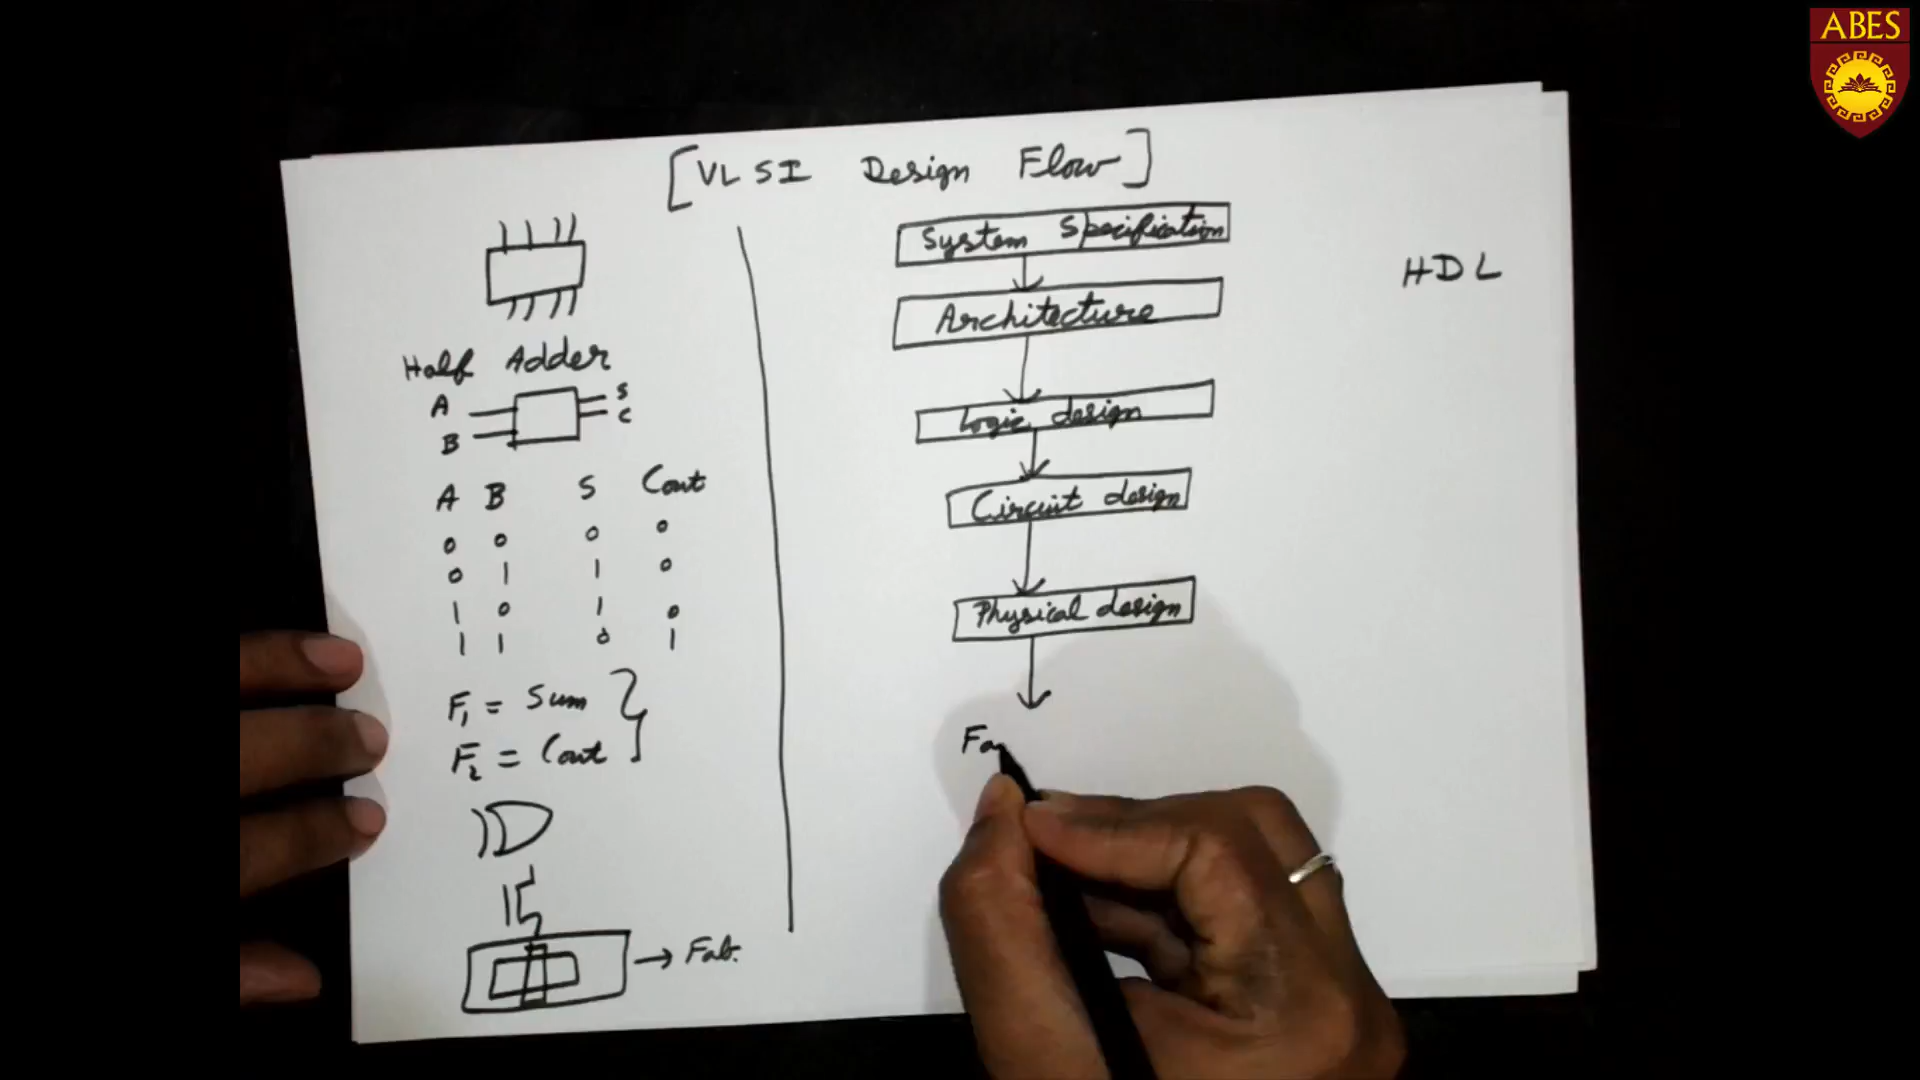 ABES
[VLSI Design Flow]
Half Adder
A
B
S
C
A B S Cout
0 0 0 0
0 1 1 0
1 0 1 0
1 1 0 1
F1 = Sum
F2 = Cout
→ Fab.
System Specification
Architecture
Logic design
Circuit design
Physical design
Fa
HDL